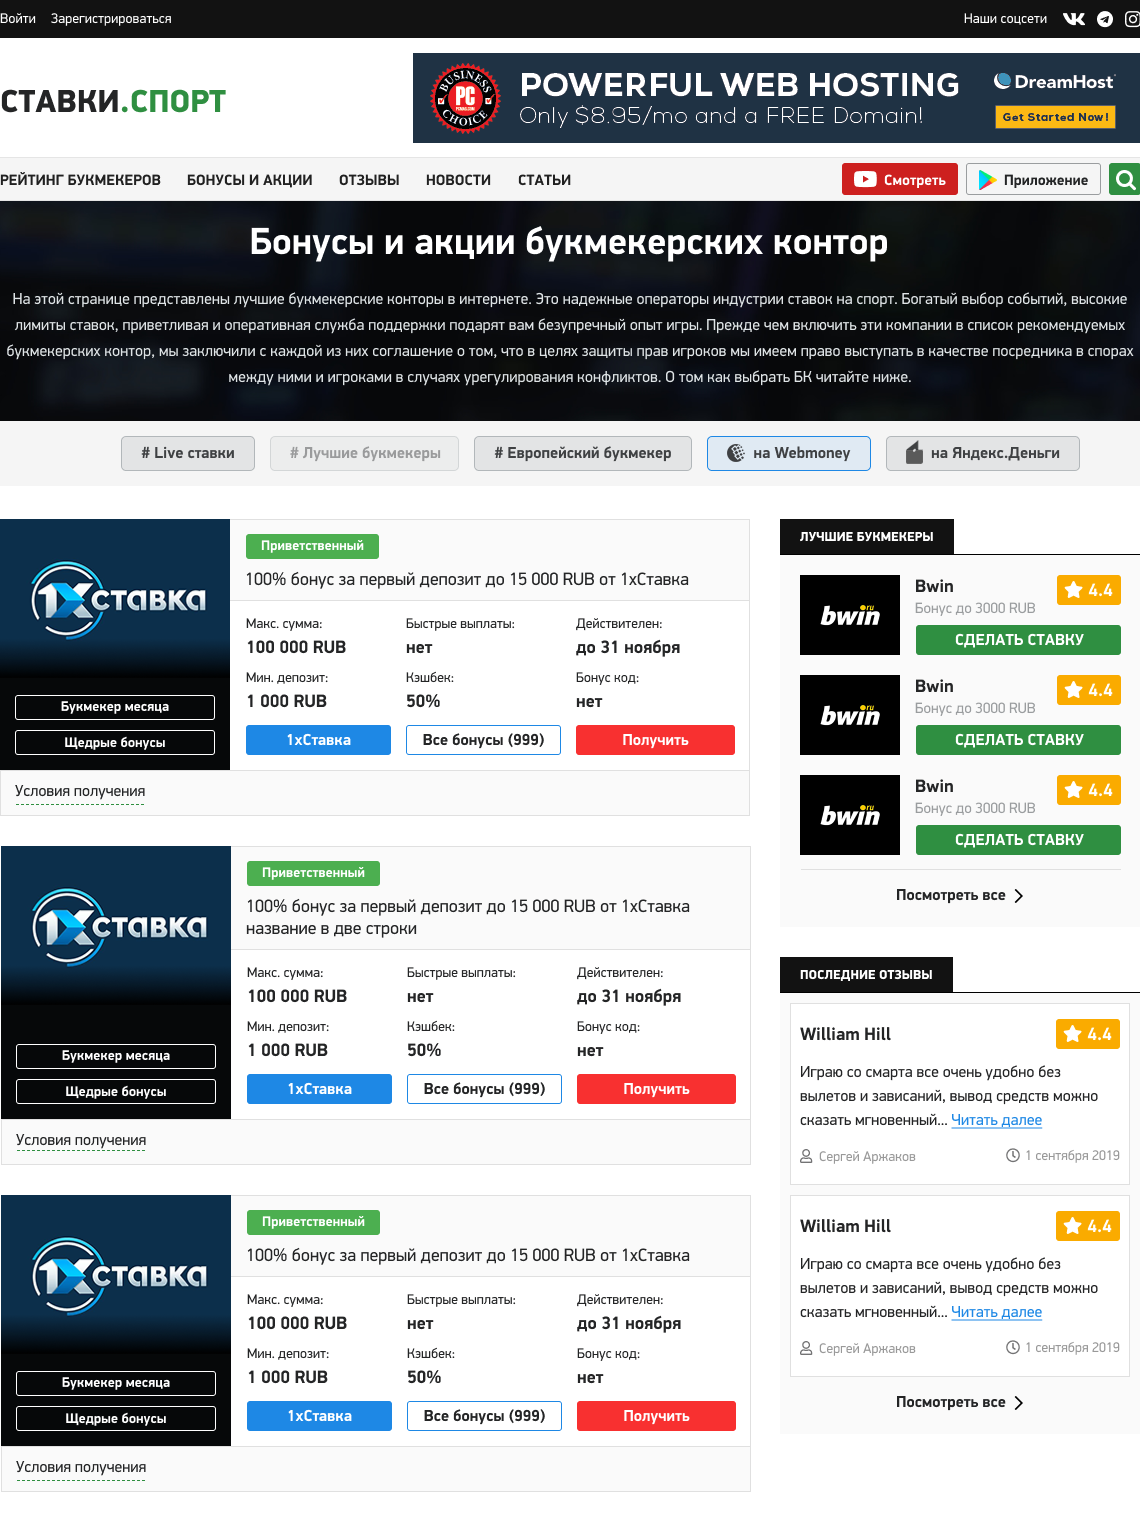 Войти Зарегистрироваться Наши соцсети
СТАВКИ.СПОРТ
BUSINESS
PC
PCMAG.COM
CHOICE
POWERFUL WEB HOSTING
Only $8.95/mo and a FREE Domain!
DreamHost
Get Started Now!
РЕЙТИНГ БУКМЕКЕРОВ БОНУСЫ И АКЦИИ ОТЗЫВЫ НОВОСТИ СТАТЬИ Смотреть Приложение
Бонусы и акции букмекерских контор
На этой странице представлены лучшие букмекерские конторы в интернете. Это надежные операторы индустрии ставок на спорт. Богатый выбор событий, высокие
лимиты ставок, приветливая и оперативная служба поддержки подарят вам безупречный опыт игры. Прежде чем включить эти компании в список рекомендуемых
букмекерских контор, мы заключили с каждой из них соглашение о том, что в целях защиты прав игроков мы имеем право выступать в качестве посредника в спорах
между ними и игроками в случаях урегулирования конфликтов. О том как выбрать БК читайте ниже.
# Live ставки # Лучшие букмекеры # Европейский букмекер на Webmoney на Яндекс.Деньги
1Xставка
Букмекер месяца
Щедрые бонусы
Приветственный
100% бонус за первый депозит до 15 000 RUB от 1хСтавка
Макс. сумма: Быстрые выплаты: Действителен:
100 000 RUB нет до 31 ноября
Мин. депозит: Кэшбек: Бонус код:
1 000 RUB 50% нет
1хСтавка Все бонусы (999) Получить
Условия получения
1Xставка
Букмекер месяца
Щедрые бонусы
Приветственный
100% бонус за первый депозит до 15 000 RUB от 1хСтавка
название в две строки
Макс. сумма: Быстрые выплаты: Действителен:
100 000 RUB нет до 31 ноября
Мин. депозит: Кэшбек: Бонус код:
1 000 RUB 50% нет
1хСтавка Все бонусы (999) Получить
Условия получения
1Xставка
Букмекер месяца
Щедрые бонусы
Приветственный
100% бонус за первый депозит до 15 000 RUB от 1хСтавка
Макс. сумма: Быстрые выплаты: Действителен:
100 000 RUB нет до 31 ноября
Мин. депозит: Кэшбек: Бонус код:
1 000 RUB 50% нет
1хСтавка Все бонусы (999) Получить
Условия получения
ЛУЧШИЕ БУКМЕКЕРЫ
bwin.ru
Bwin 4.4
Бонус до 3000 RUB
СДЕЛАТЬ СТАВКУ
bwin.ru
Bwin 4.4
Бонус до 3000 RUB
СДЕЛАТЬ СТАВКУ
bwin.ru
Bwin 4.4
Бонус до 3000 RUB
СДЕЛАТЬ СТАВКУ
Посмотреть все
ПОСЛЕДНИЕ ОТЗЫВЫ
William Hill 4.4
Играю со смарта все очень удобно без
вылетов и зависаний, вывод средств можно
сказать мгновенный... Читать далее
Сергей Аржаков 1 сентября 2019
William Hill 4.4
Играю со смарта все очень удобно без
вылетов и зависаний, вывод средств можно
сказать мгновенный... Читать далее
Сергей Аржаков 1 сентября 2019
Посмотреть все